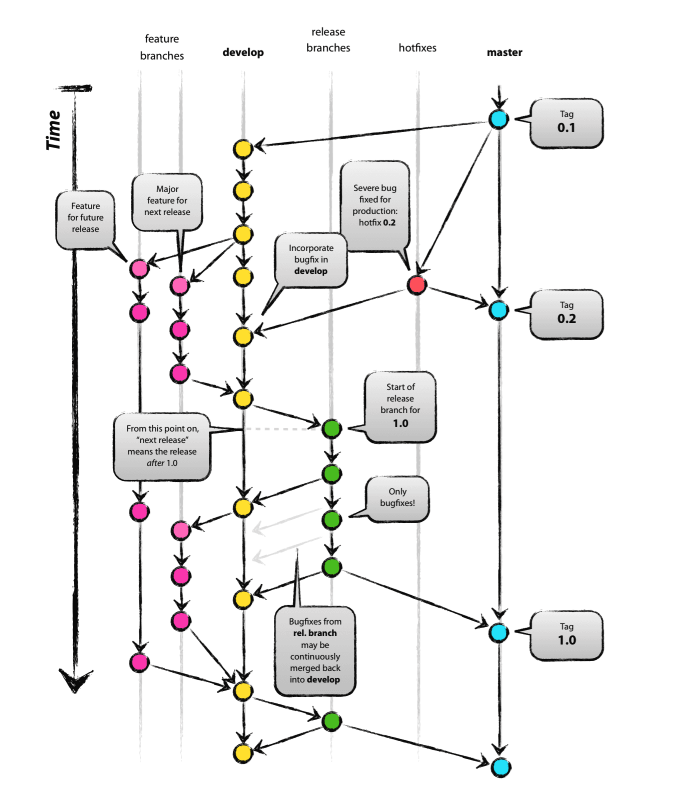 feature
branches
develop
release
branches
hotfixes
master
Time
Tag
0.1
Feature
for future
release
Major
feature for
next release
Severe bug
fixed for
production:
hotfix 0.2
Incorporate
bugfix in
develop
Tag
0.2
Start of
release
branch for
1.0
From this point on,
“next release”
means the release
after 1.0
Only
bugfixes!
Bugfixes from
rel. branch
may be
continuously
merged back
into develop
Tag
1.0